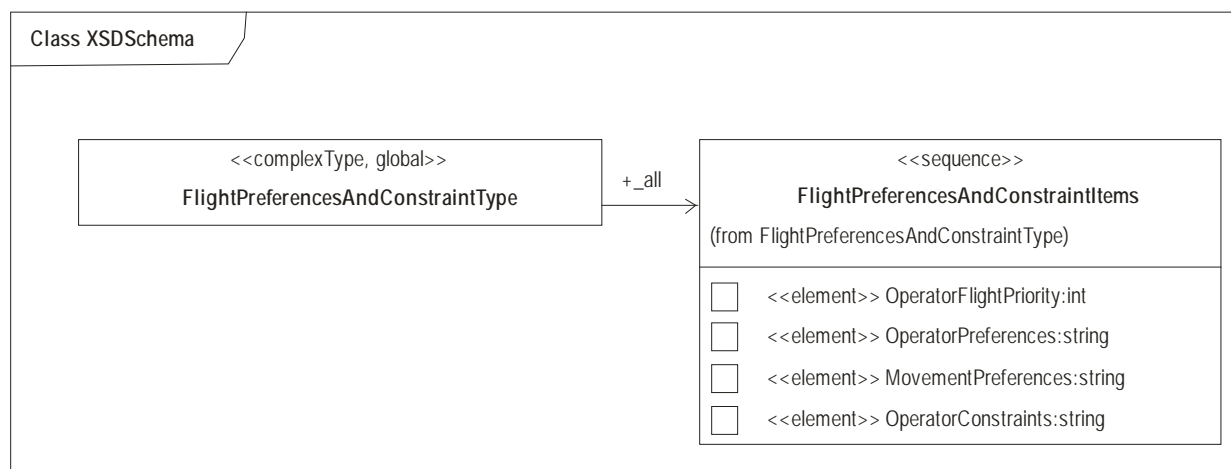 Class XSDSchema
<<complexType, global>>
FlightPreferencesAndConstraintType
+_all
<<sequence>>
FlightPreferencesAndConstraintItems
(from FlightPreferencesAndConstraintType)
<<element>> OperatorFlightPriority:int
<<element>> OperatorPreferences:string
<<element>> MovementPreferences:string
<<element>> OperatorConstraints:string